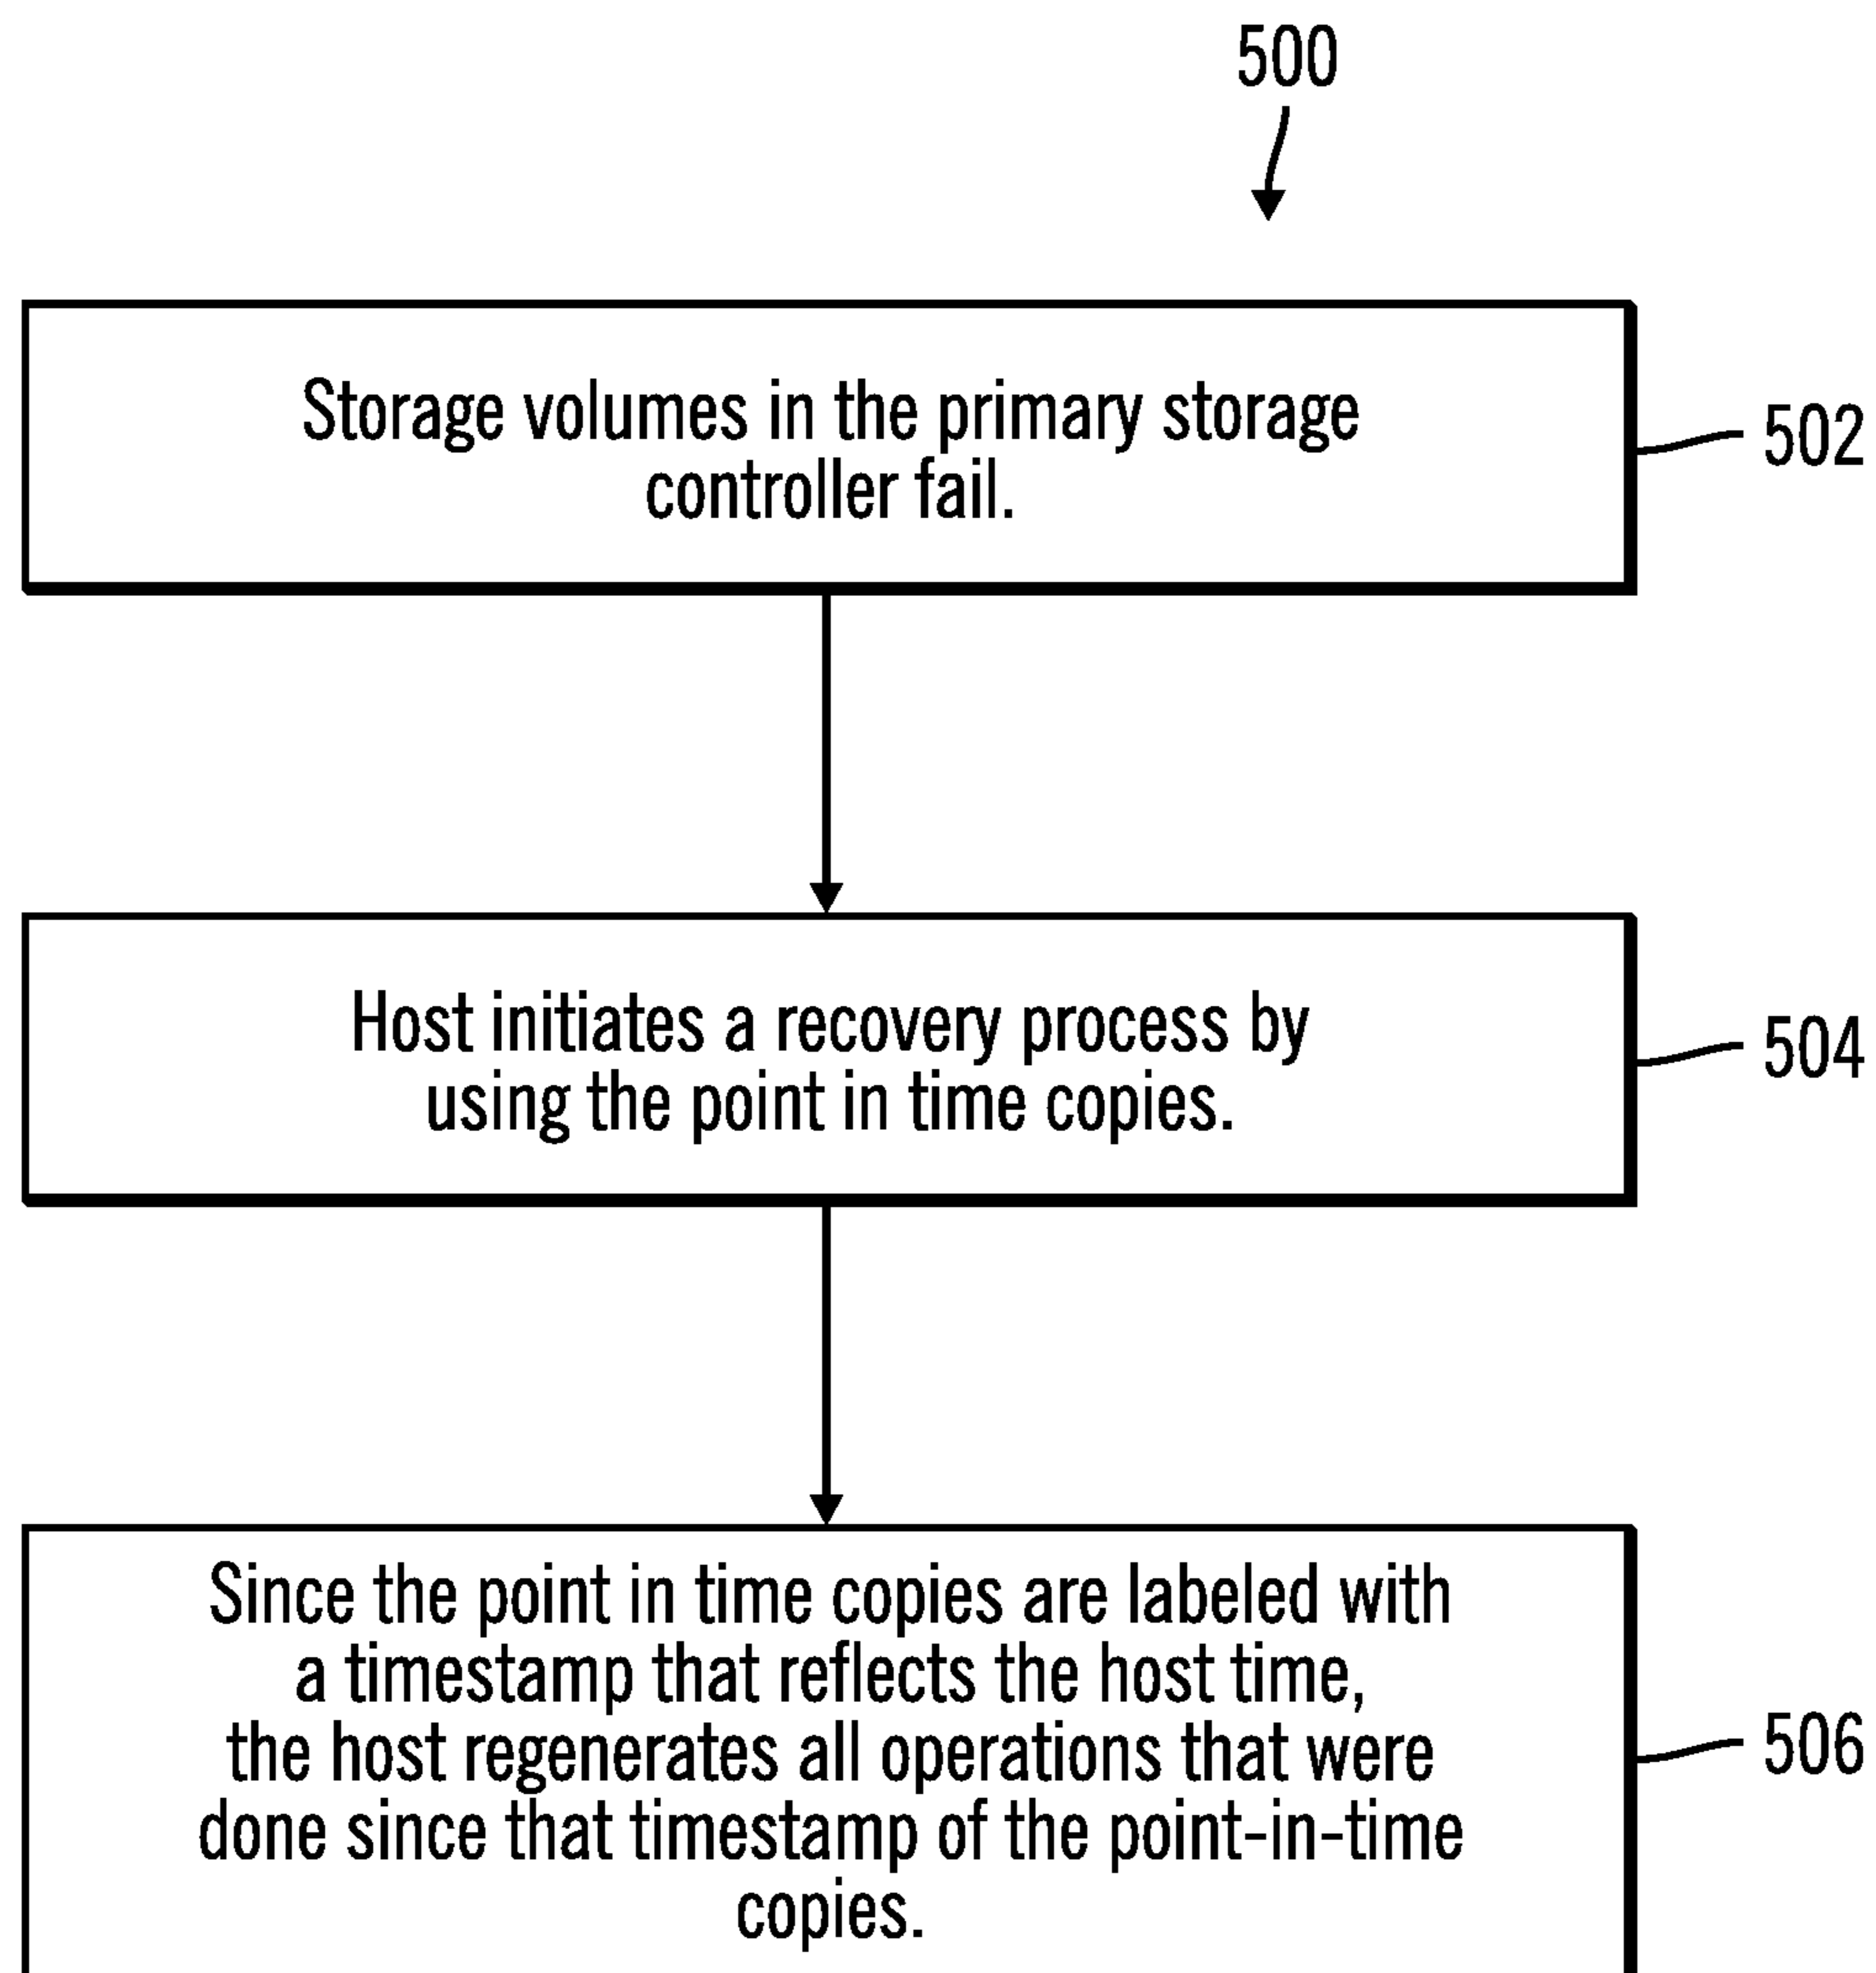 500
Storage volumes in the primary storage
controller fail.
502
Host initiates a recovery process by
using the point in time copies.
504
Since the point in time copies are labeled with
a timestamp that reflects the host time,
the host regenerates all operations that were
done since that timestamp of the point-in-time
copies.
506